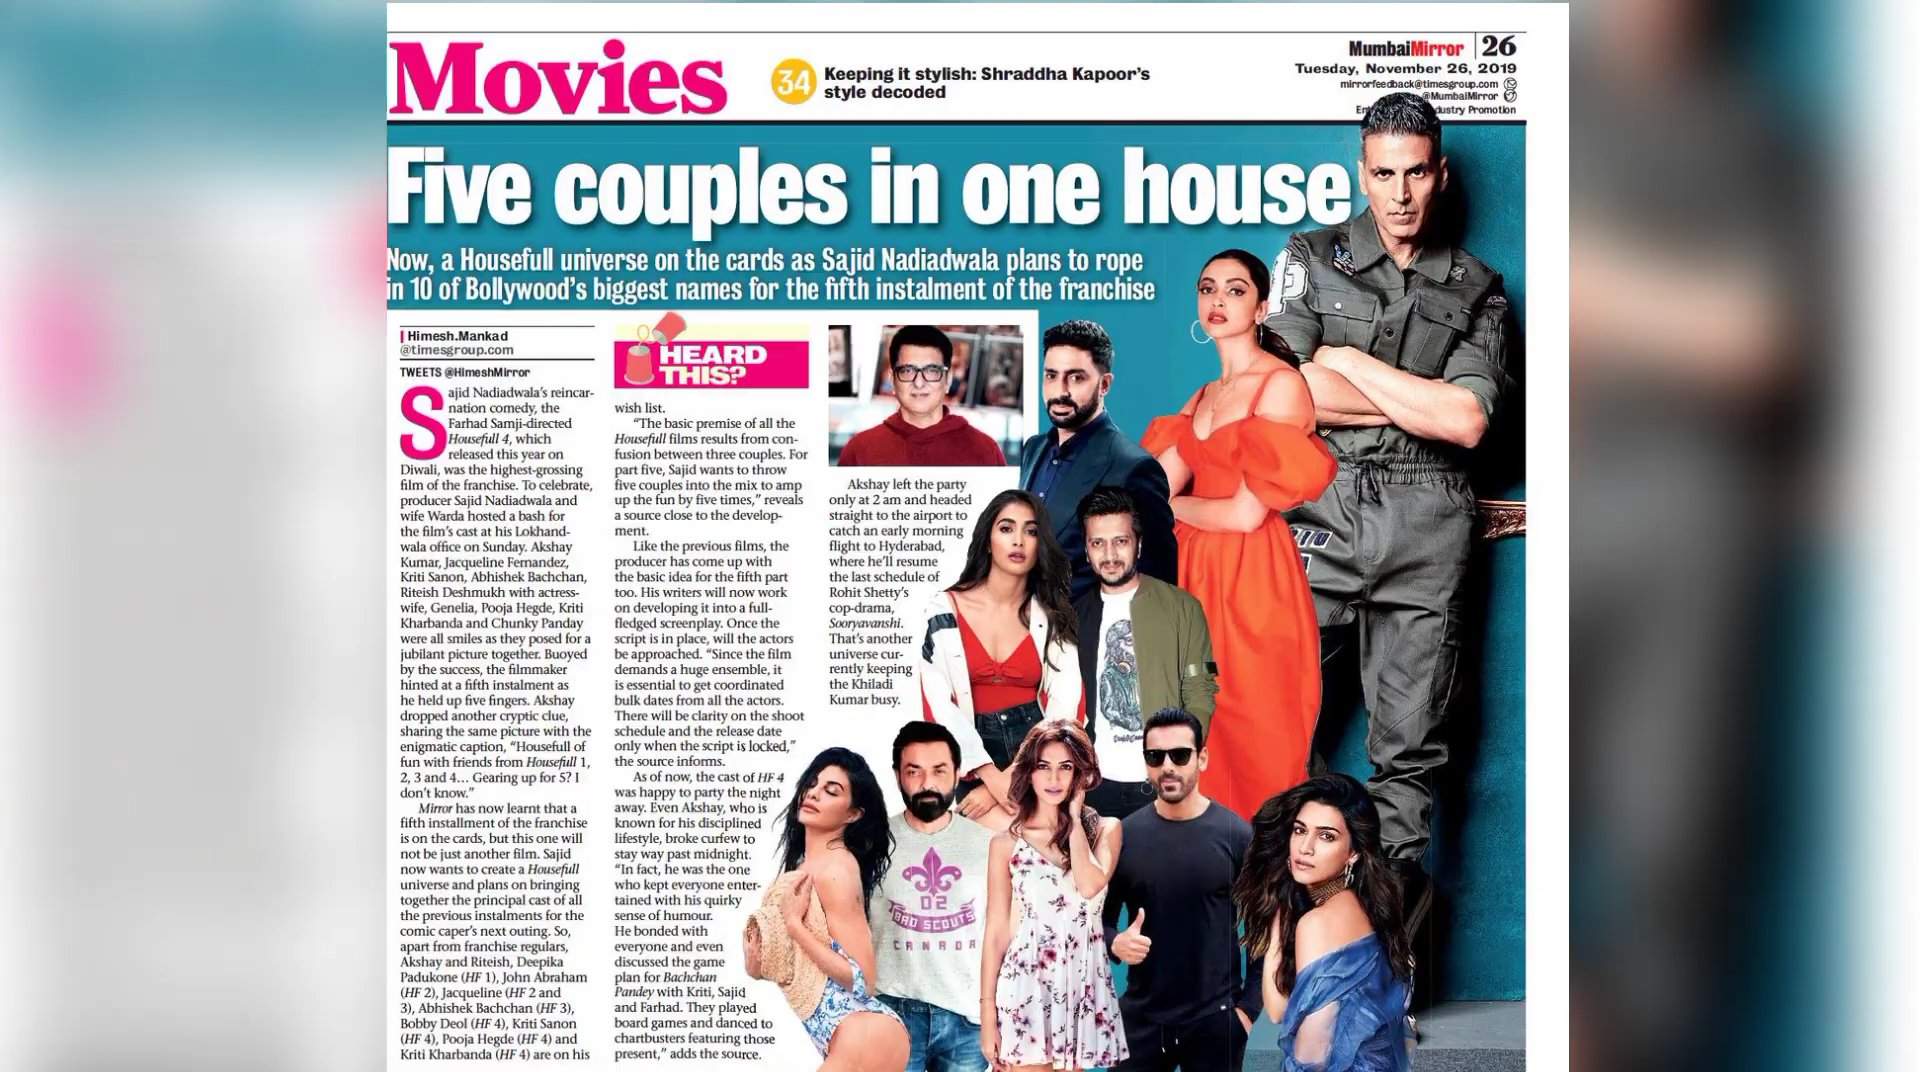 Movies
34
Keeping it stylish: Shraddha Kapoor's
style decoded
MumbaiMirror | 26
Tuesday, November 26, 2019
mirrorfeedback@timesgroup.com
@MumbaiMirror
dustry Promotion
Five couples in one house
Now, a Housefull universe on the cards as Sajid Nadiadwala plans to rope
in 10 of Bollywood's biggest names for the fifth instalment of the franchise
Himesh.Mankad
@timesgroup.com
TWEETS @HimeshMirror
Sajid Nadiadwala's reincar-
nation comedy, the
Farhad Samji-directed
Housefull 4, which
released this year on
Diwali, was the highest-grossing
film of the franchise. To celebrate,
producer Sajid Nadiadwala and
wife Warda hosted a bash for
the film's cast at his Lokhand-
wala office on Sunday. Akshay
Kumar, Jacqueline Fernandez,
Kriti Sanon, Abhishek Bachchan,
Riteish Deshmukh with actress-
wife, Genelia, Pooja Hegde, Kriti
Kharbanda and Chunky Panday
were all smiles as they posed for a
jubilant picture together. Buoyed
by the success, the filmmaker
hinted at a fifth instalment as
he held up five fingers. Akshay
dropped another cryptic clue,
sharing the same picture with the
enigmatic caption, "Housefull of
fun with friends from Housefull 1,
2, 3 and 4... Gearing up for 5? I
don't know."
Mirror has now learnt that a
fifth installment of the franchise
is on the cards, but this one will
not be just another film. Sajid
now wants to create a Housefull
universe and plans on bringing
together the principal cast of all
the previous instalments for the
comic caper's next outing. So,
apart from franchise regulars,
Akshay and Riteish, Deepika
Padukone (HF 1), John Abraham
(HF 2), Jacqueline (HF 2 and
3), Abhishek Bachchan (HF 3),
Bobby Deol (HF 4), Kriti Sanon
(HF 4), Pooja Hegde (HF 4) and
Kriti Kharbanda (HF 4) are on his
HEARD
THIS?
wish list.
"The basic premise of all the
Housefull films results from con-
fusion between three couples. For
part five, Sajid wants to throw
five couples into the mix to amp
up the fun by five times," reveals
a source close to the develop-
ment.
Like the previous films, the
producer has come up with
the basic idea for the fifth part
too. His writers will now work
on developing it into a full-
fledged screenplay. Once the
script is in place, will the actors
be approached. "Since the film
demands a huge ensemble, it
is essential to get coordinated
bulk dates from all the actors.
There will be clarity on the shoot
schedule and the release date
only when the script is locked,"
the source informs.
As of now, the cast of HF 4
was happy to party the night
away. Even Akshay, who is
known for his disciplined
lifestyle, broke curfew to
stay way past midnight.
"In fact, he was the one
who kept everyone enter-
tained with his quirky
sense of humour.
He bonded with
everyone and even
discussed the game
plan for Bachchan
Pandey with Kriti, Sajid
and Farhad. They played
board games and danced to
chartbusters featuring those
present," adds the source.
Akshay left the party
only at 2 am and headed
straight to the airport to
catch an early morning
flight to Hyderabad,
where he'll resume
the last schedule of
Rohit Shetty's
cop-drama,
Sooryavanshi.
That's another
universe cur-
rently keeping
the Khiladi
Kumar busy.
D2
BAD SCOUTS
CANADA